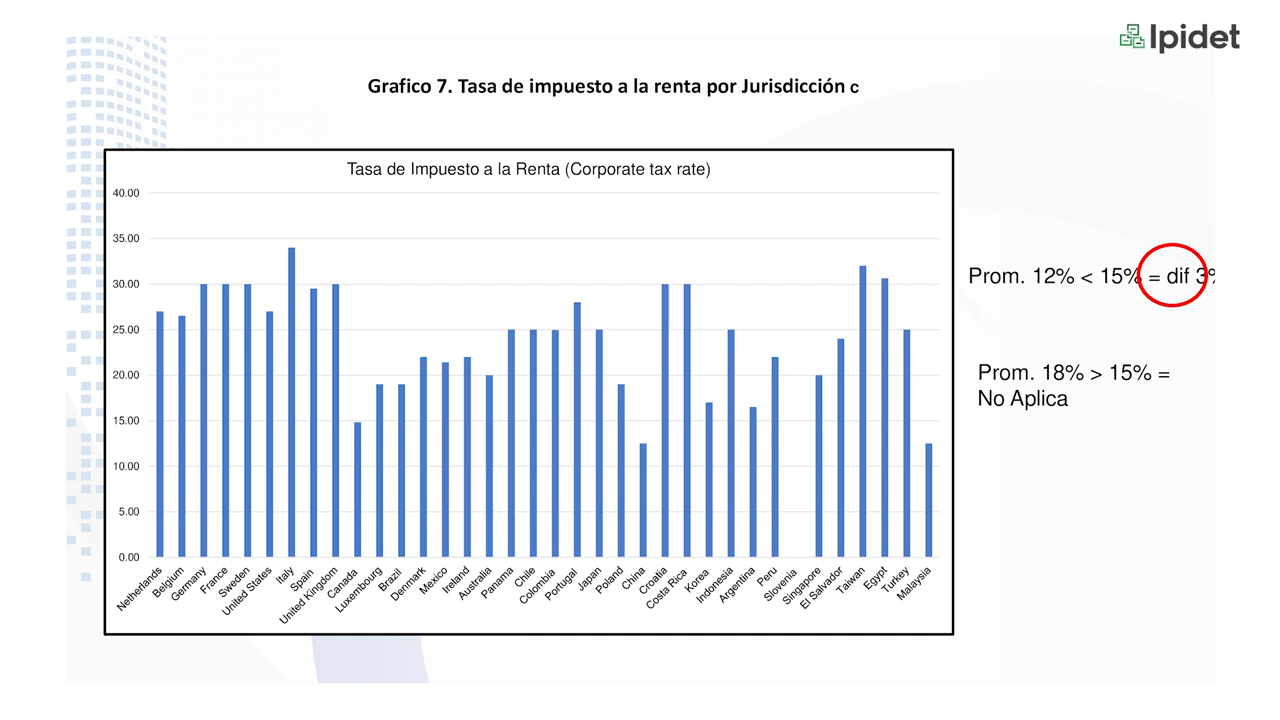 Ipidet
Grafico 7. Tasa de impuesto a la renta por Jurisdicción c
Tasa de Impuesto a la Renta (Corporate tax rate)
40.00
35.00
30.00
25.00
20.00
15.00
10.00
5.00
0.00
Netherlands
Belgium
Germany
France
Sweden
United States
Italy
Spain
United Kingdom
Canada
Luxembourg
Brazil
Denmark
Mexico
Ireland
Australia
Panama
Chile
Colombia
Portugal
Japan
Poland
China
Croatia
Costa Rica
Korea
Indonesia
Argentina
Peru
Slovenia
Singapore
El Salvador
Taiwan
Egypt
Turkey
Malaysia
Prom. 12% < 15% = dif 3%
Prom. 18% > 15% =
No Aplica